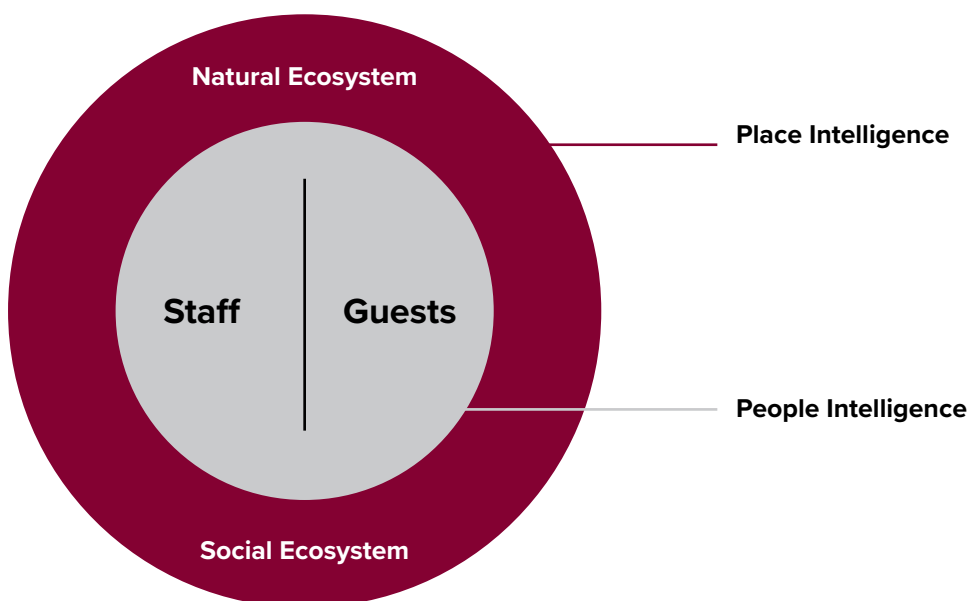 Natural Ecosystem
Place Intelligence
Staff
Guests
People Intelligence
Social Ecosystem